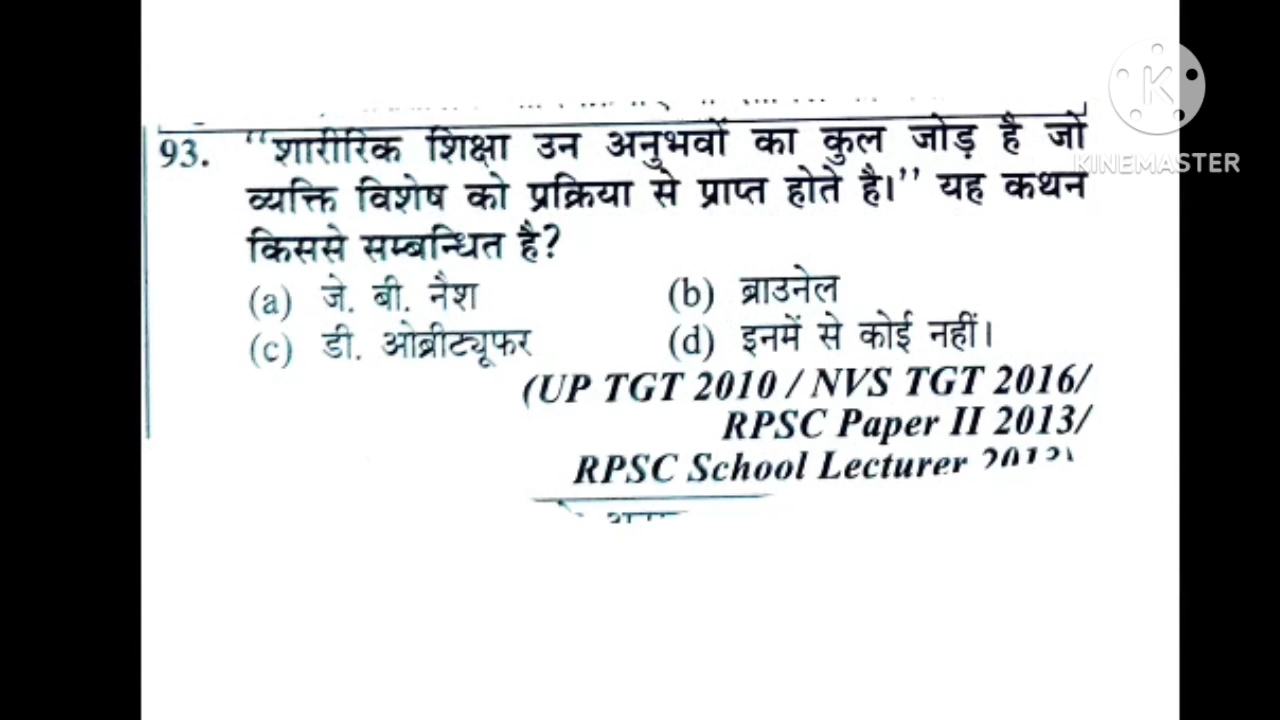 KINEMASTER
93. "शारीरिक शिक्षा उन अनुभवों का कुल जोड़ है जो
व्यक्ति विशेष को प्रक्रिया से प्राप्त होते है।" यह कथन
किससे सम्बन्धित है?
(a) जे. बी. नैश (b) ब्राउनेल
(c) डी. ओब्रीट्यूफर (d) इनमें से कोई नहीं।
(UP TGT 2010 / NVS TGT 2016/
RPSC Paper II 2013/
RPSC School Lecturer